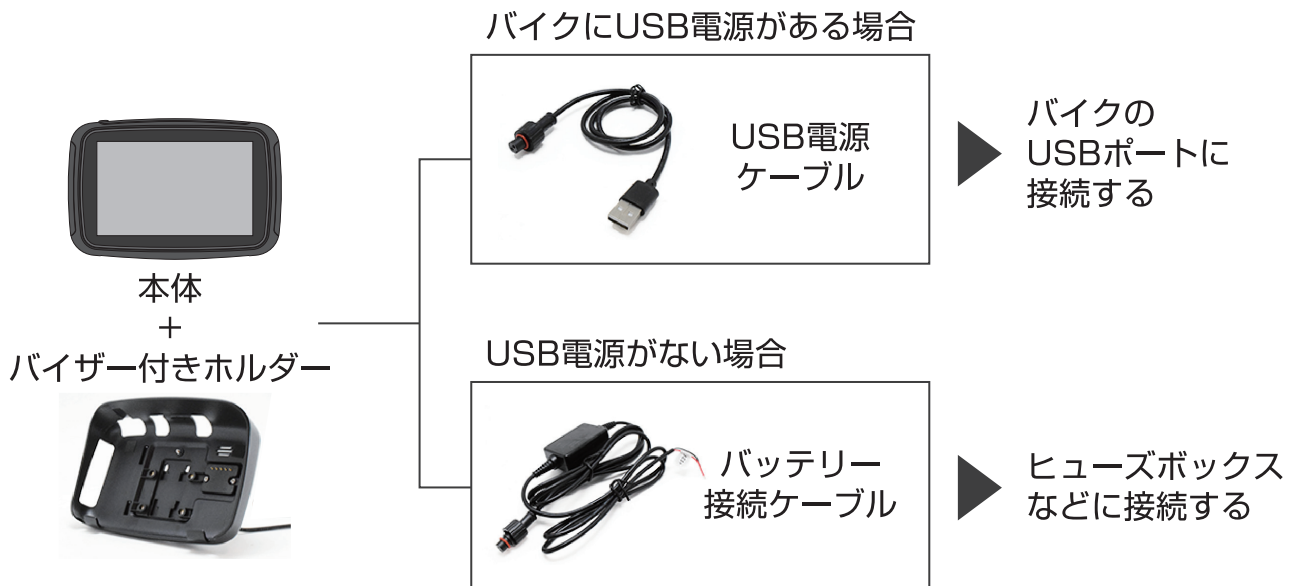 バイクにUSB電源がある場合
USB電源
ケーブル
バイクの
USBポートに
接続する
本体
+
バイザー付きホルダー
USB電源がない場合
バッテリー
接続ケーブル
ヒューズボックス
などに接続する